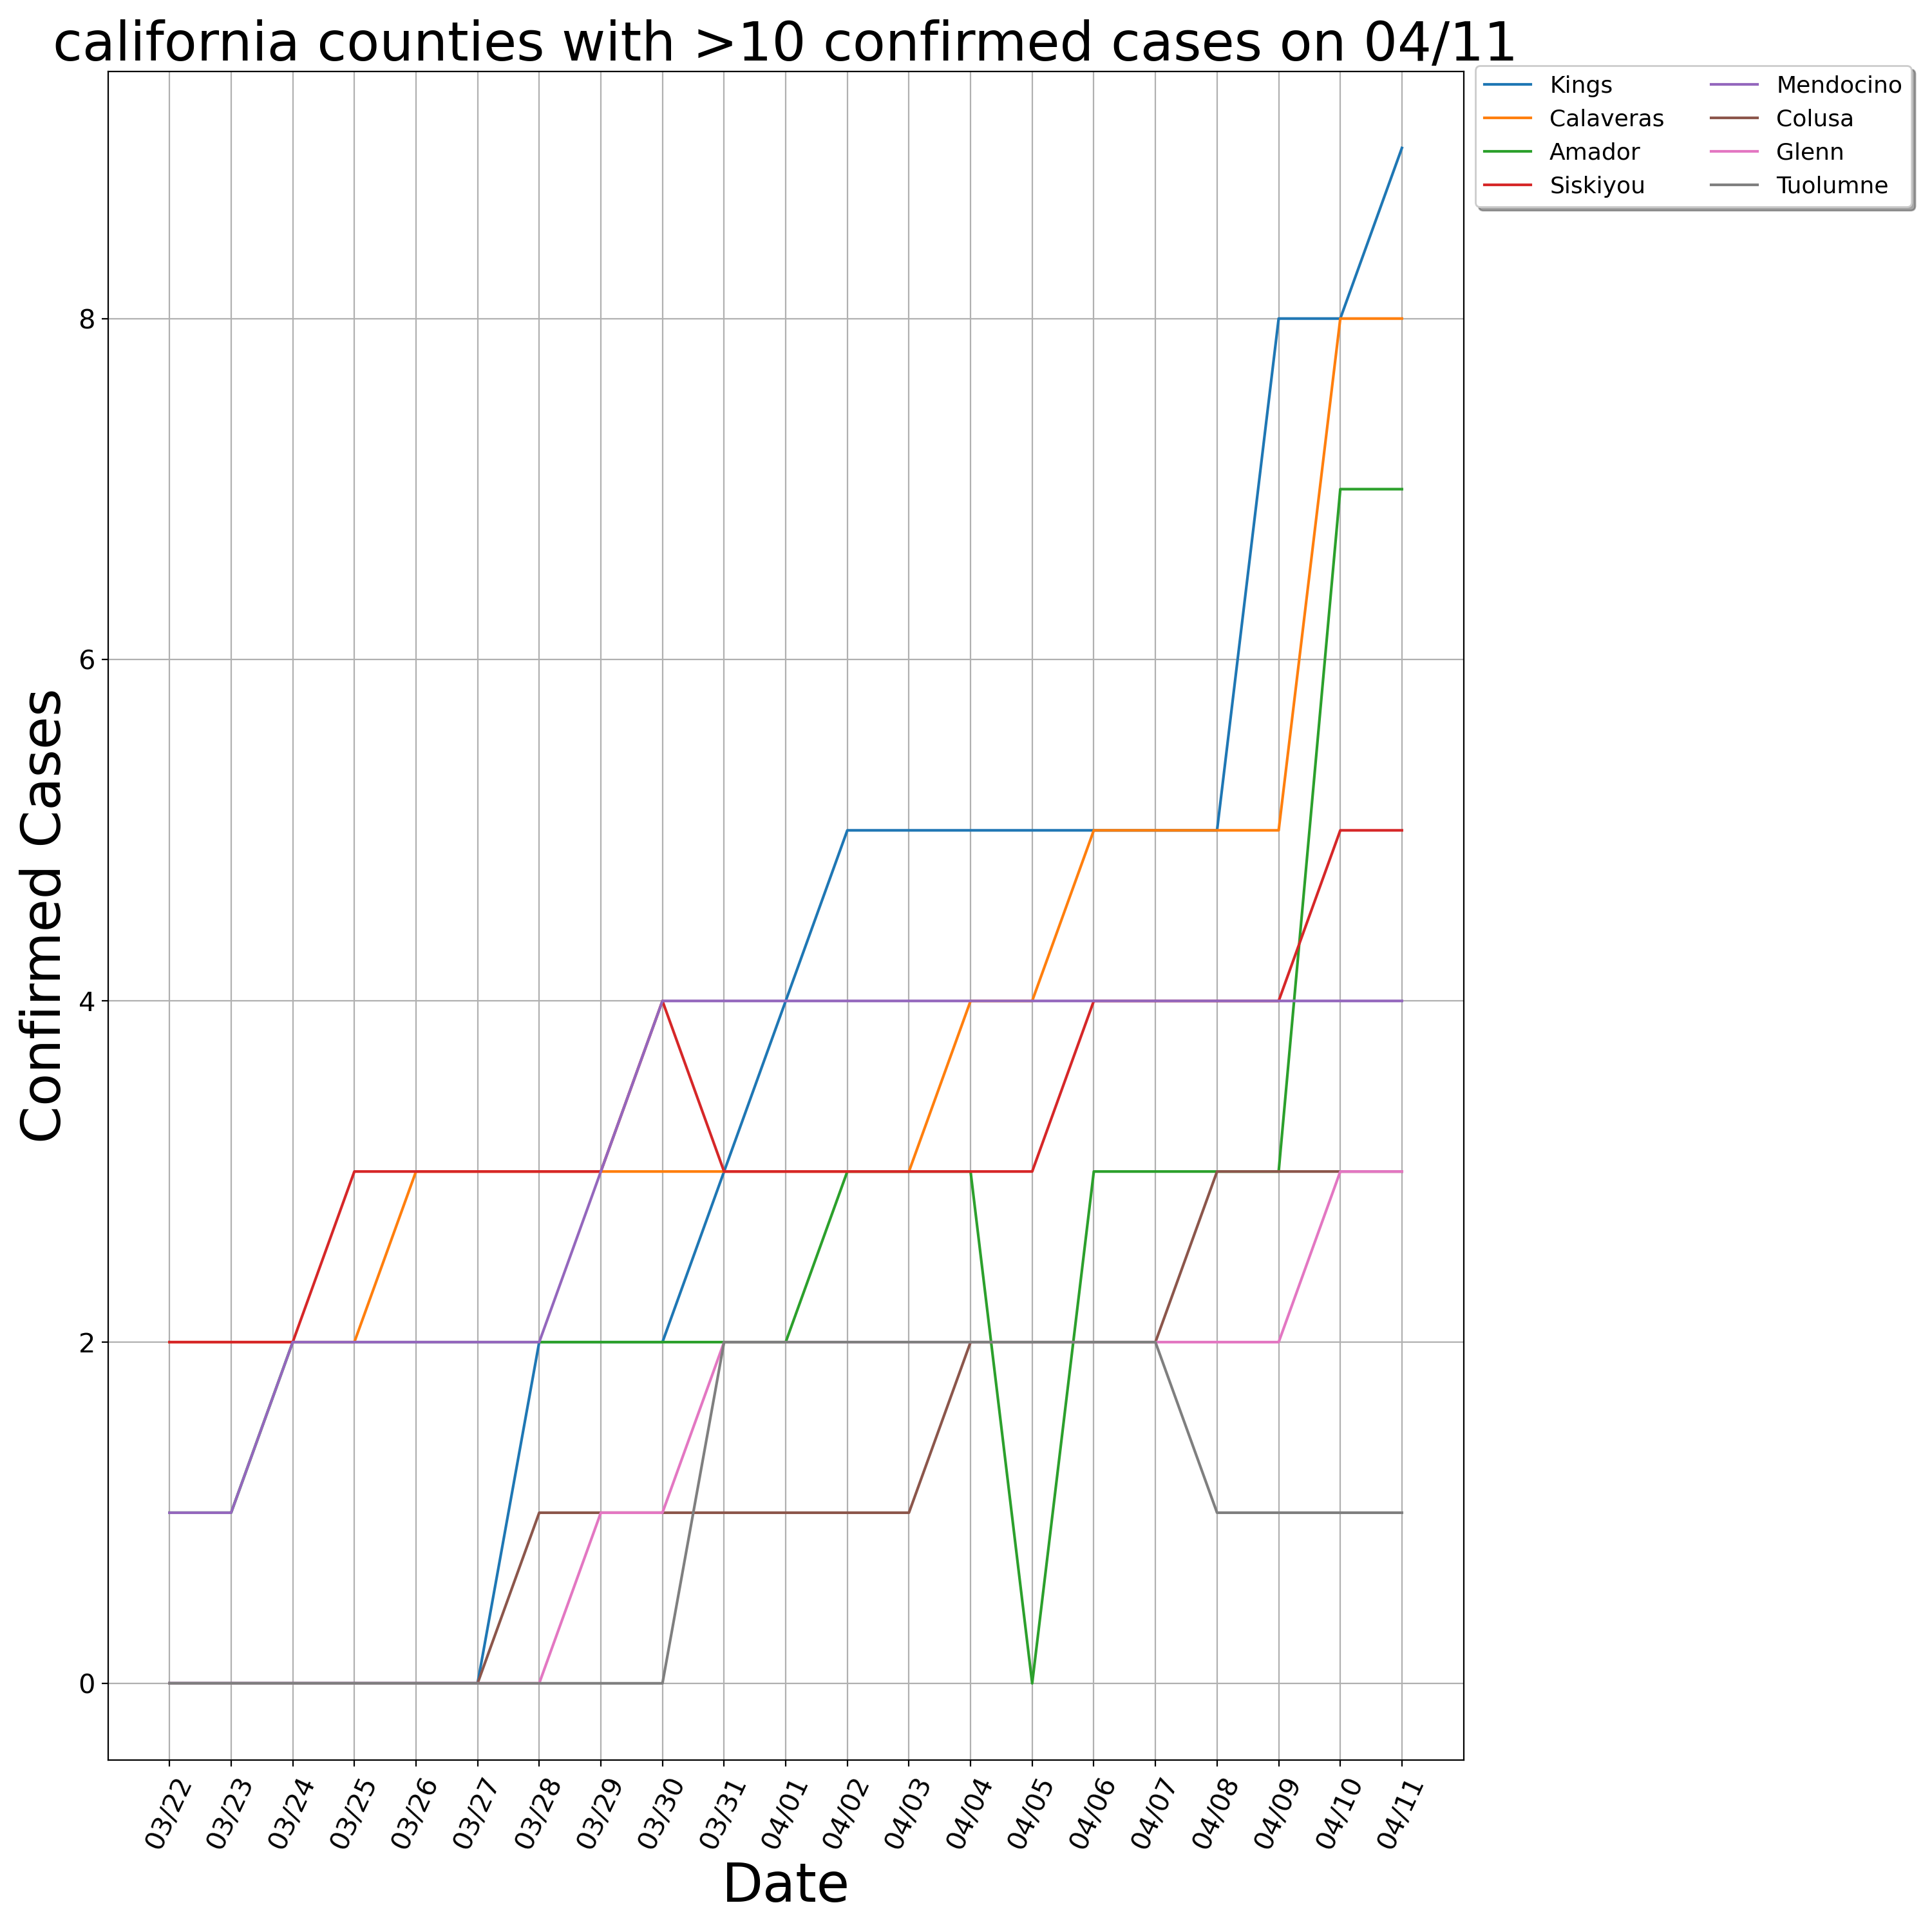 california counties with >10 confirmed cases on 04/11
Kings
Calaveras
Amador
Siskiyou
Mendocino
Colusa
Glenn
Tuolumne
Confirmed Cases
8
6
4
2
0
03/22
03/23
03/24
03/25
03/26
03/27
03/28
03/29
03/30
03/31
04/01
04/02
04/03
04/04
04/05
04/06
04/07
04/08
04/09
04/10
04/11
Date